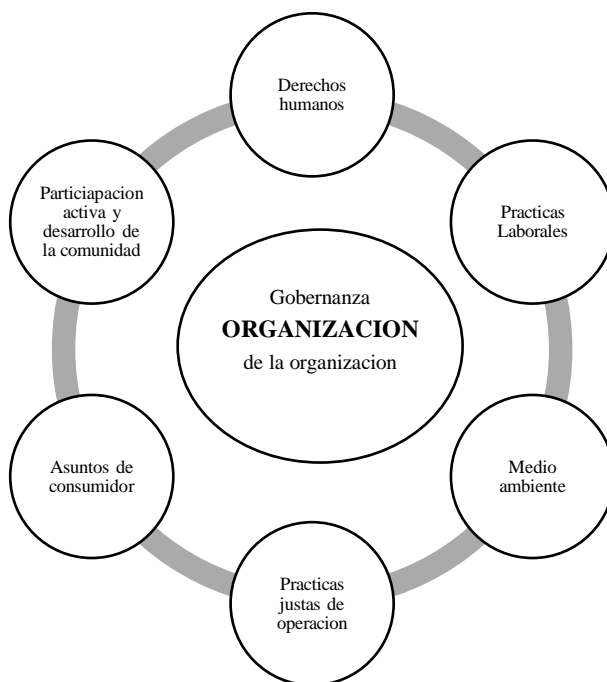 Derechos
humanos
Practicas
Laborales
Medio
ambiente
Practicas
justas de
operacion
Asuntos de
consumidor
Particiapacion
activa y
desarrollo de
la comunidad
Gobernanza
ORGANIZACION
de la organizacion